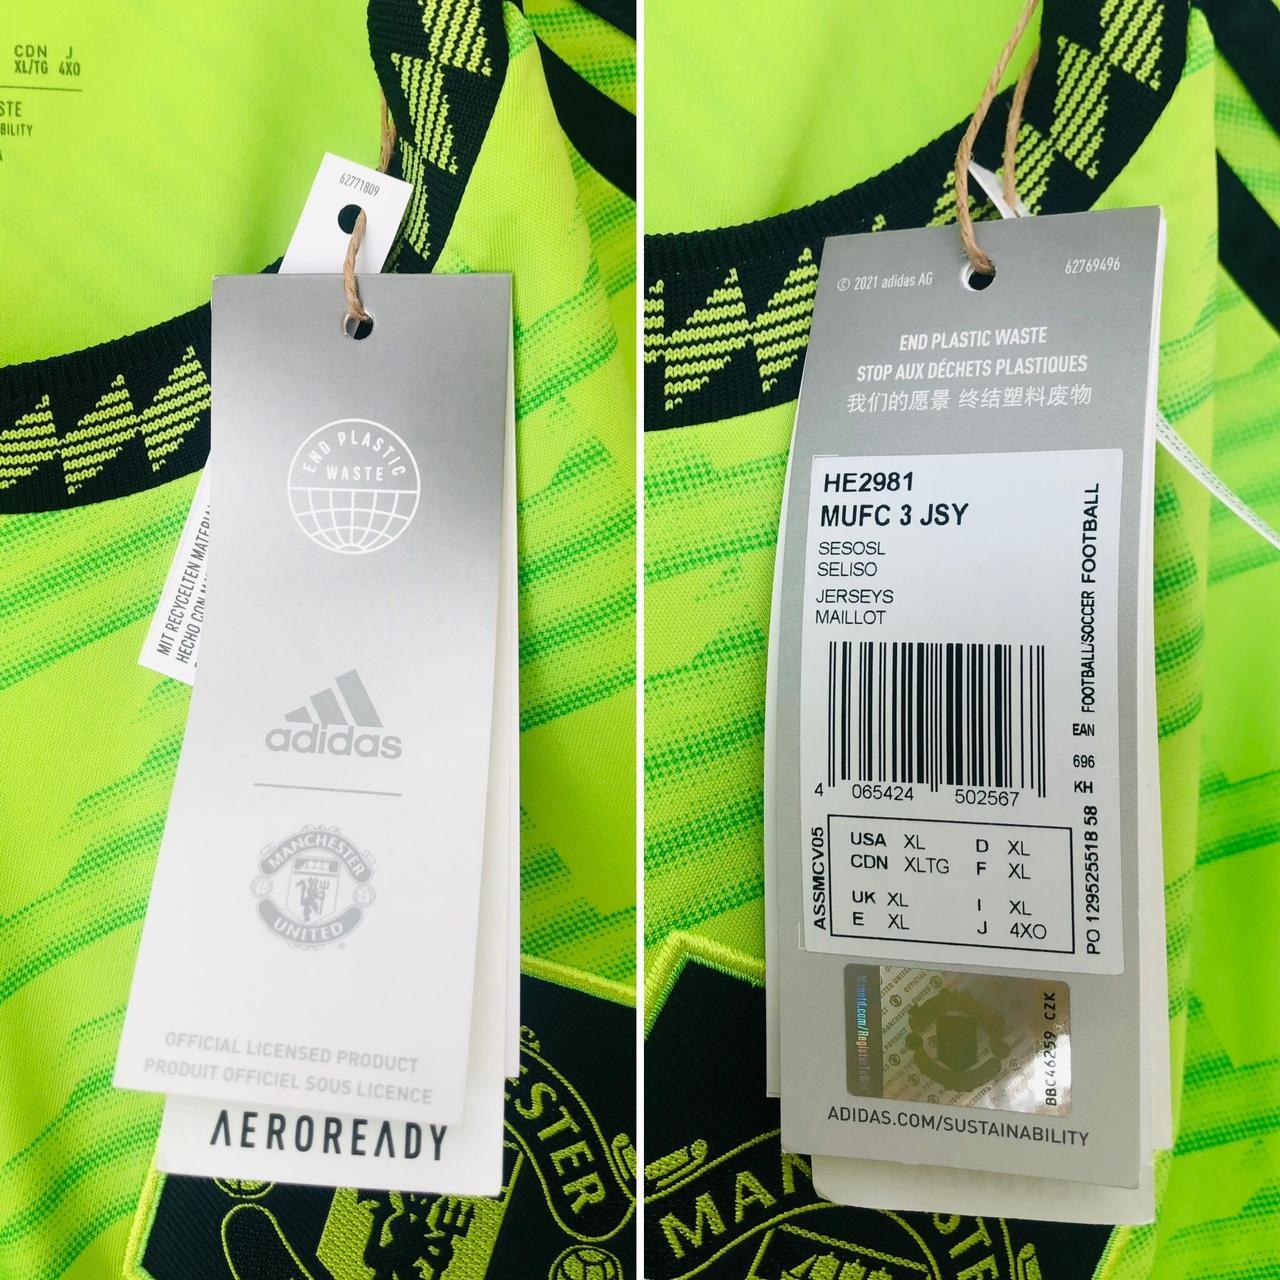 CDN J
XL/TG 4XO
STE
BILITY
A
62771809
END PLASTIC
WASTE
MIT RECYCELTEN MATERIAL
HECHO CON
adidas
MANCHESTER
UNITED
OFFICIAL LICENSED PRODUCT
PRODUIT OFFICIEL SOUS LICENCE
AEROREADY
STER
© 2021 adidas AG
62769496
END PLASTIC WASTE
STOP AUX DÉCHETS PLASTIQUES
我们的愿景 终结塑料废物
HE2981
MUFC 3 JSY
SESOSL
SELISO
JERSEYS
MAILLOT
FOOTBALL/SOCCER FOOTBALL
EAN
696
KH
PO 129525518 58
4 065424 502567
ASSMCV05
USA XL D XL
CDN XLTG F XL
UK XL I XL
E XL J 4XO
BBC46259 CZK
ADIDAS.COM/SUSTAINABILITY
MAN
STE